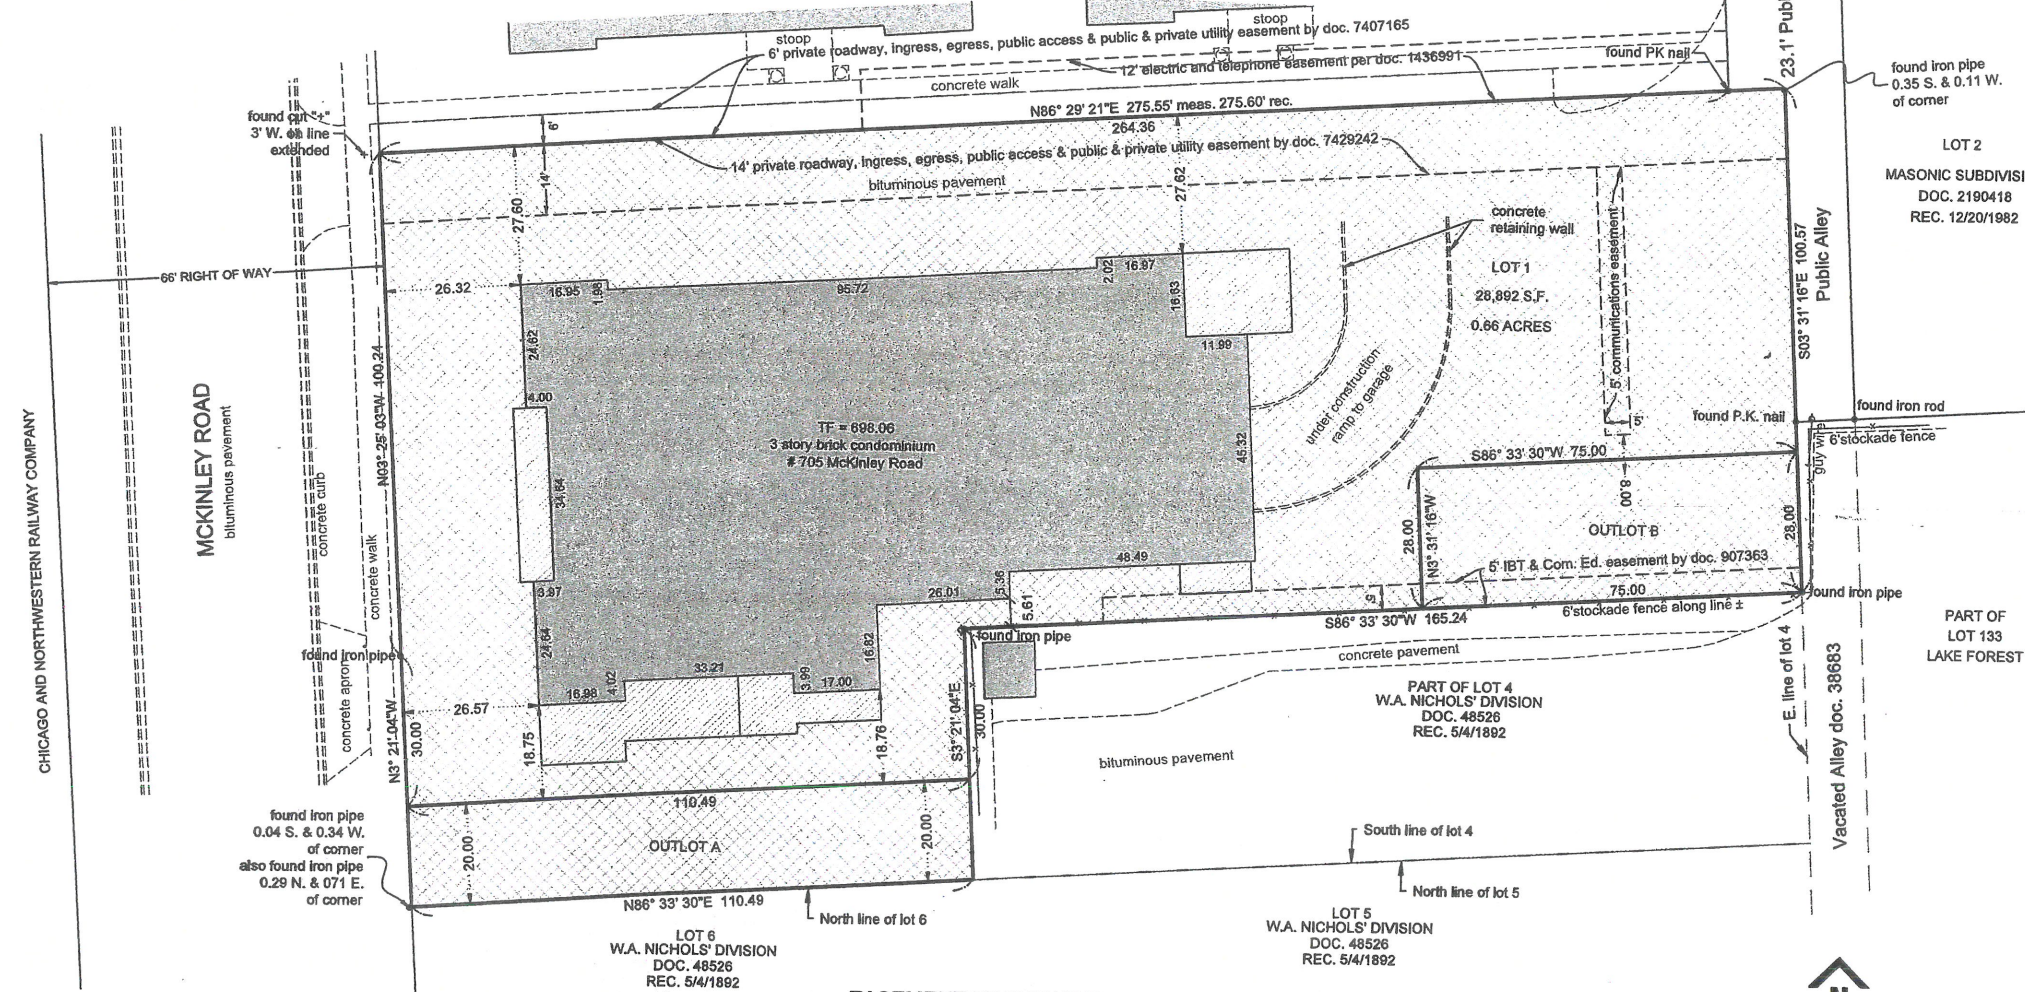 stoop
stoop
6' private roadway, ingress, egress, public access & public & private utility easement by doc. 7407165
12' electric and telephone easement per doc. 1436991
concrete walk
found PK nail
23.1' Publ
found iron pipe
0.35 S. & 0.11 W.
of corner
found cut "+"
3' W. on line
extended
6'
N86° 29' 21"E 275.55' meas. 275.60' rec.
264.36
14' private roadway, ingress, egress, public access & public & private utility easement by doc. 7429242
bituminous pavement
14'
27.60
27.62
LOT 2
MASONIC SUBDIVISI
DOC. 2190418
REC. 12/20/1982
concrete
retaining wall
LOT 1
28,892 S.F.
0.66 ACRES
5' communications easement
5'
8.00
S03° 31' 16"E 100.57
Public Alley
66' RIGHT OF WAY
26.32
16.95
1.98
95.72
2.02
16.97
16.63
11.99
24.62
4.00
34.64
3.97
24.64
45.32
CHICAGO AND NORTHWESTERN RAILWAY COMPANY
MCKINLEY ROAD
bituminous pavement
concrete curb
concrete walk
N03° 25' 03"W 100.24
TF = 698.06
3 story brick condominium
# 705 McKinley Road
under construction
ramp to garage
found P.K. nail
found iron rod
6'stockade fence
guy wire
S86° 33' 30"W 75.00
28.00
N3° 31' 16"W
OUTLOT B
28.00
5' IBT & Com. Ed. easement by doc. 907363
75.00
found iron pipe
6'stockade fence along line ±
5'
S86° 33' 30"W 165.24
48.49
5.36
26.01
5.61
found iron pipe
16.82
33.21
4.02
16.98
3.99
17.00
found iron pipe
concrete apron
N3° 21' 04"W
30.00
26.57
18.75
18.76
S3° 21' 04"E
30.00
concrete pavement
PART OF LOT 4
W.A. NICHOLS' DIVISION
DOC. 48526
REC. 5/4/1892
bituminous pavement
E. line of lot 4
Vacated Alley doc. 38683
PART OF
LOT 133
LAKE FOREST
110.49
20.00
OUTLOT A
20.00
found iron pipe
0.04 S. & 0.34 W.
of corner
also found iron pipe
0.29 N. & 071 E.
of corner
N86° 33' 30"E 110.49
North line of lot 6
South line of lot 4
North line of lot 5
LOT 6
W.A. NICHOLS' DIVISION
DOC. 48526
REC. 5/4/1892
LOT 5
W.A. NICHOLS' DIVISION
DOC. 48526
REC. 5/4/1892
N